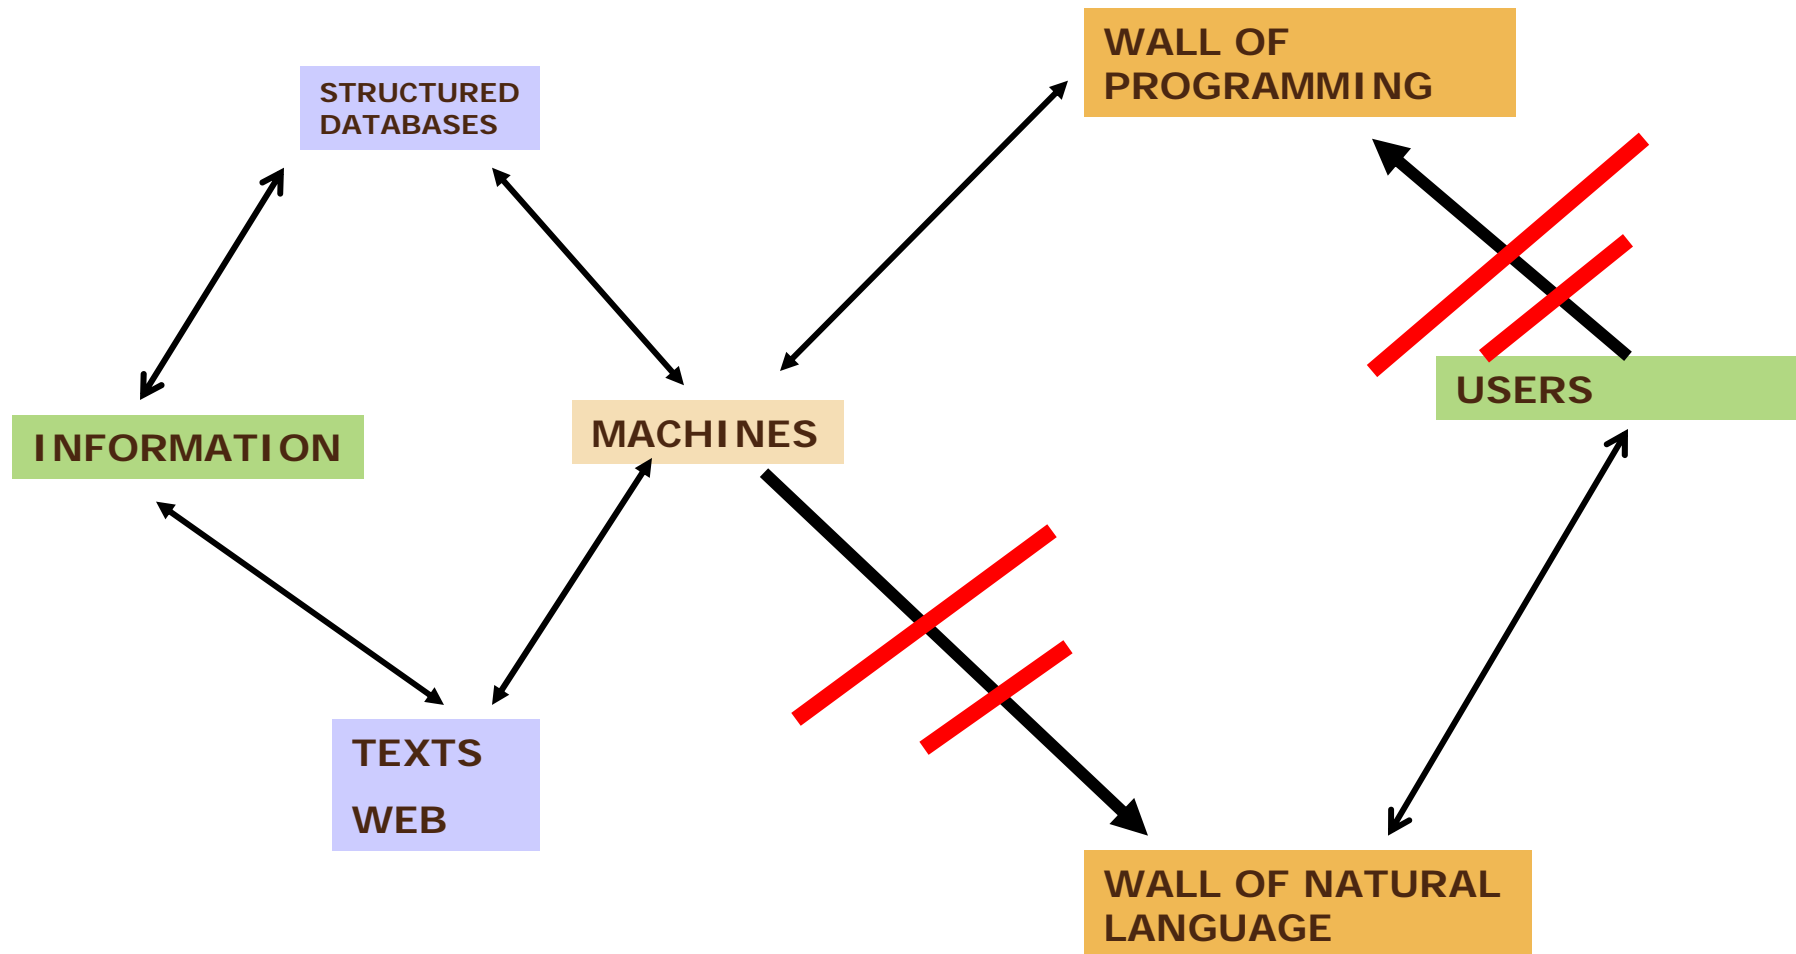 WALL OF
PROGRAMMING
STRUCTURED
DATABASES
USERS
INFORMATION
MACHINES
TEXTS
WEB
WALL OF NATURAL
LANGUAGE